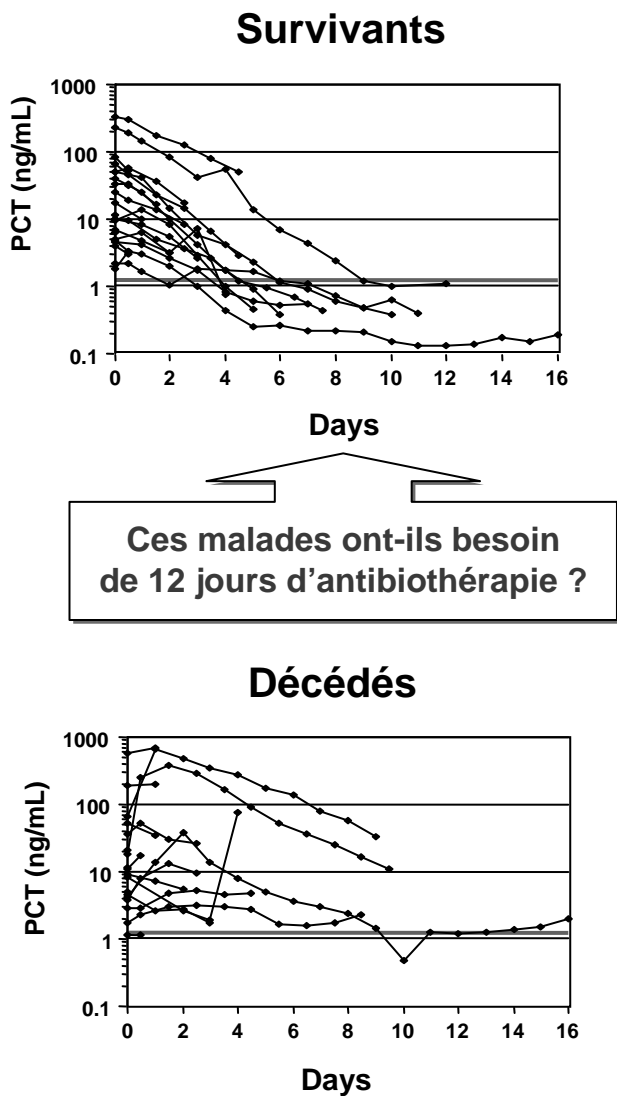 Survivants
1000
100
10
1
0.1
PCT (ng/mL)
0 2 4 6 8 10 12 14 16
Days
Ces malades ont-ils besoin
de 12 jours d’antibiothérapie ?
Décédés
1000
100
10
1
0.1
PCT (ng/mL)
0 2 4 6 8 10 12 14 16
Days